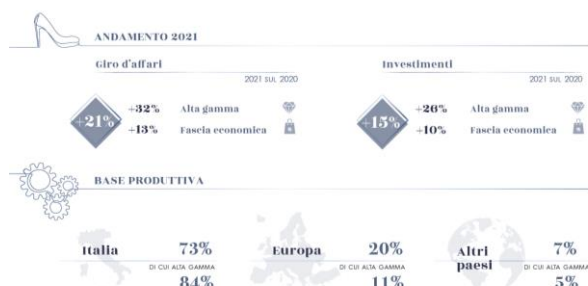 ANDAMENTO 2021
Giro d'affari
2021 SUL 2020
+21%
+32% Alta gamma
+13% Fascia economica
Investimenti
2021 SUL 2020
+15%
+26% Alta gamma
+10% Fascia economica
BASE PRODUTTIVA
Italia 73%
DI CUI ALTA GAMMA
84%
Europa 20%
DI CUI ALTA GAMMA
11%
Altri paesi 7%
DI CUI ALTA GAMMA
5%